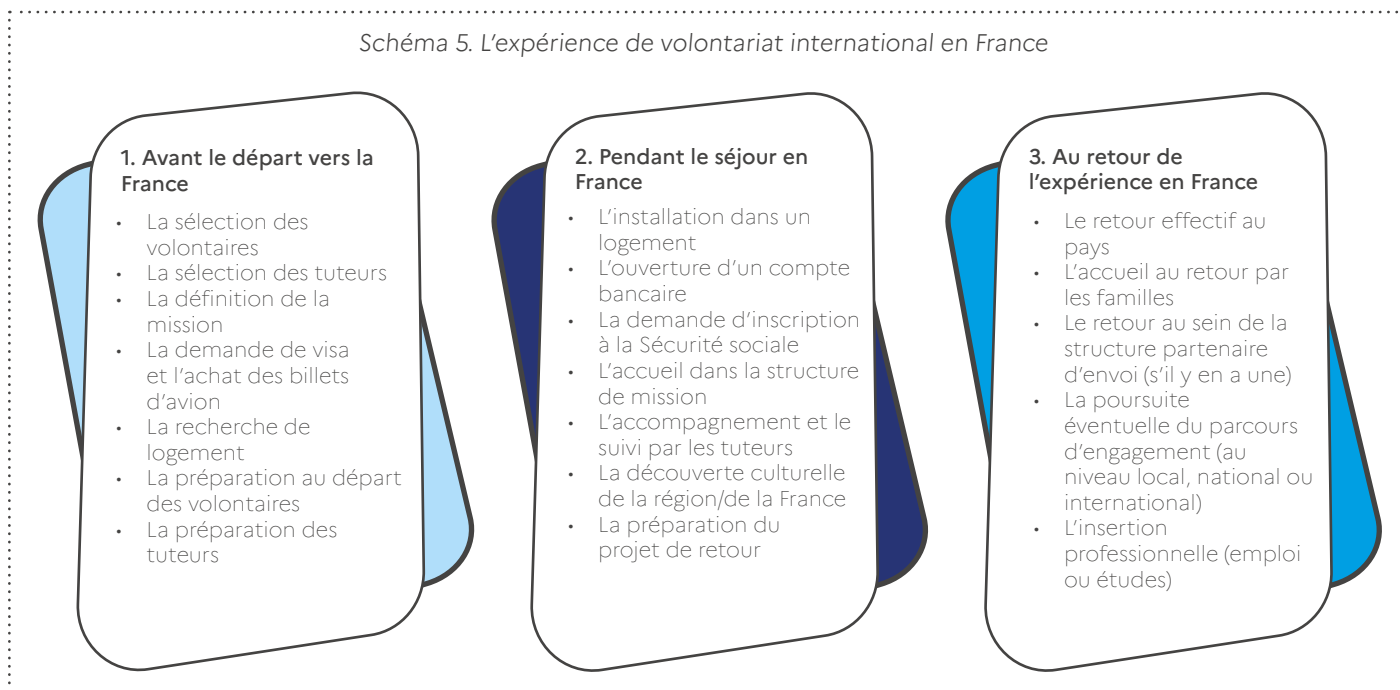 Schéma 5. L'expérience de volontariat international en France
1. Avant le départ vers la
France
• La sélection des
volontaires
• La sélection des tuteurs
• La définition de la
mission
• La demande de visa
et l'achat des billets
d'avion
• La recherche de
logement
• La préparation au départ
des volontaires
• La préparation des
tuteurs
2. Pendant le séjour en
France
• L'installation dans un
logement
• L'ouverture d'un compte
bancaire
• La demande d'inscription
à la Sécurité sociale
• L'accueil dans la structure
de mission
• L'accompagnement et le
suivi par les tuteurs
• La découverte culturelle
de la région/de la France
• La préparation du
projet de retour
3. Au retour de
l'expérience en France
• Le retour effectif au
pays
• L'accueil au retour par
les familles
• Le retour au sein de la
structure partenaire
d'envoi (s'il y en a une)
• La poursuite
éventuelle du parcours
d'engagement (au
niveau local, national ou
international)
• L'insertion
professionnelle (emploi
ou études)